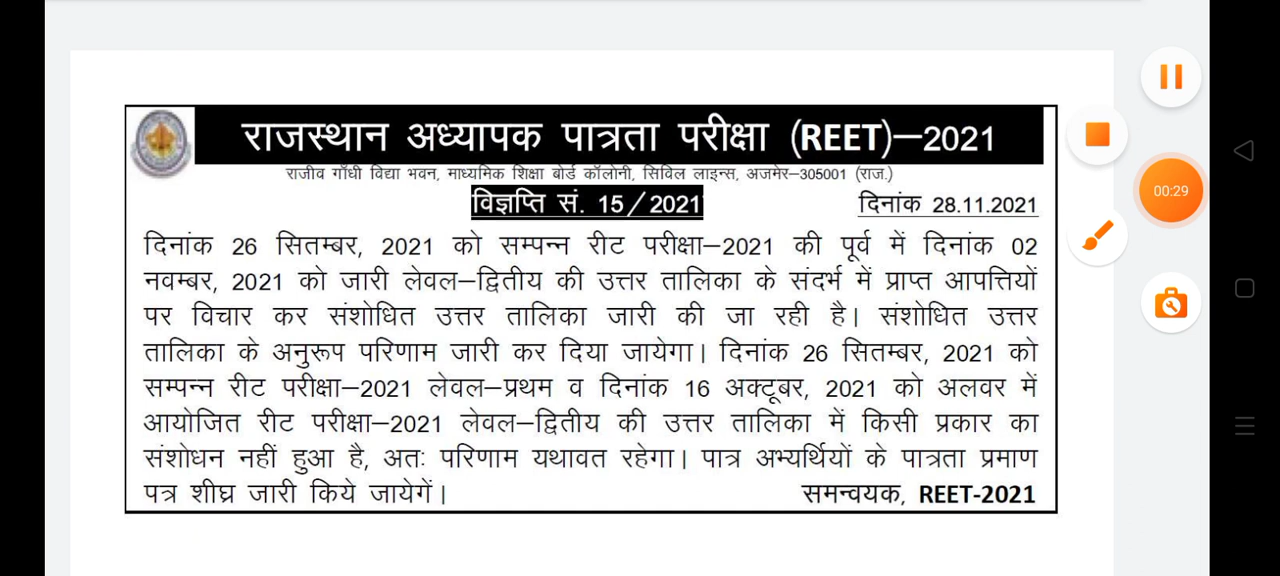 राजस्थान अध्यापक पात्रता परीक्षा (REET)–2021
राजीव गाँधी विद्या भवन, माध्यमिक शिक्षा बोर्ड कॉलोनी, सिविल लाइन्स, अजमेर–305001 (राज.)
विज्ञप्ति सं. 15/2021
दिनांक 28.11.2021
दिनांक 26 सितम्बर, 2021 को सम्पन्न रीट परीक्षा–2021 की पूर्व में दिनांक 02
नवम्बर, 2021 को जारी लेवल–द्वितीय की उत्तर तालिका के संदर्भ में प्राप्त आपत्तियों
पर विचार कर संशोधित उत्तर तालिका जारी की जा रही है। संशोधित उत्तर
तालिका के अनुरूप परिणाम जारी कर दिया जायेगा। दिनांक 26 सितम्बर, 2021 को
सम्पन्न रीट परीक्षा–2021 लेवल–प्रथम व दिनांक 16 अक्टूबर, 2021 को अलवर में
आयोजित रीट परीक्षा–2021 लेवल–द्वितीय की उत्तर तालिका में किसी प्रकार का
संशोधन नहीं हुआ है, अतः परिणाम यथावत रहेगा। पात्र अभ्यर्थियों के पात्रता प्रमाण
पत्र शीघ्र जारी किये जायेगें।
समन्वयक, REET-2021
00:29